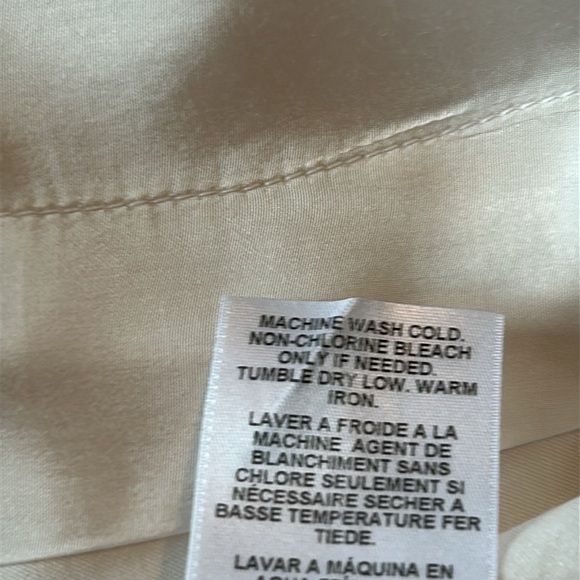 MACHINE WASH COLD.
NON-CHLORINE BLEACH
ONLY IF NEEDED.
TUMBLE DRY LOW. WARM
IRON.
LAVER A FROIDE A LA
MACHINE AGENT DE
BLANCHIMENT SANS
CHLORE SEULEMENT SI
NÉCESSAIRE SECHER A
BASSE TEMPERATURE FER
TIEDE.
LAVAR A MÁQUINA EN